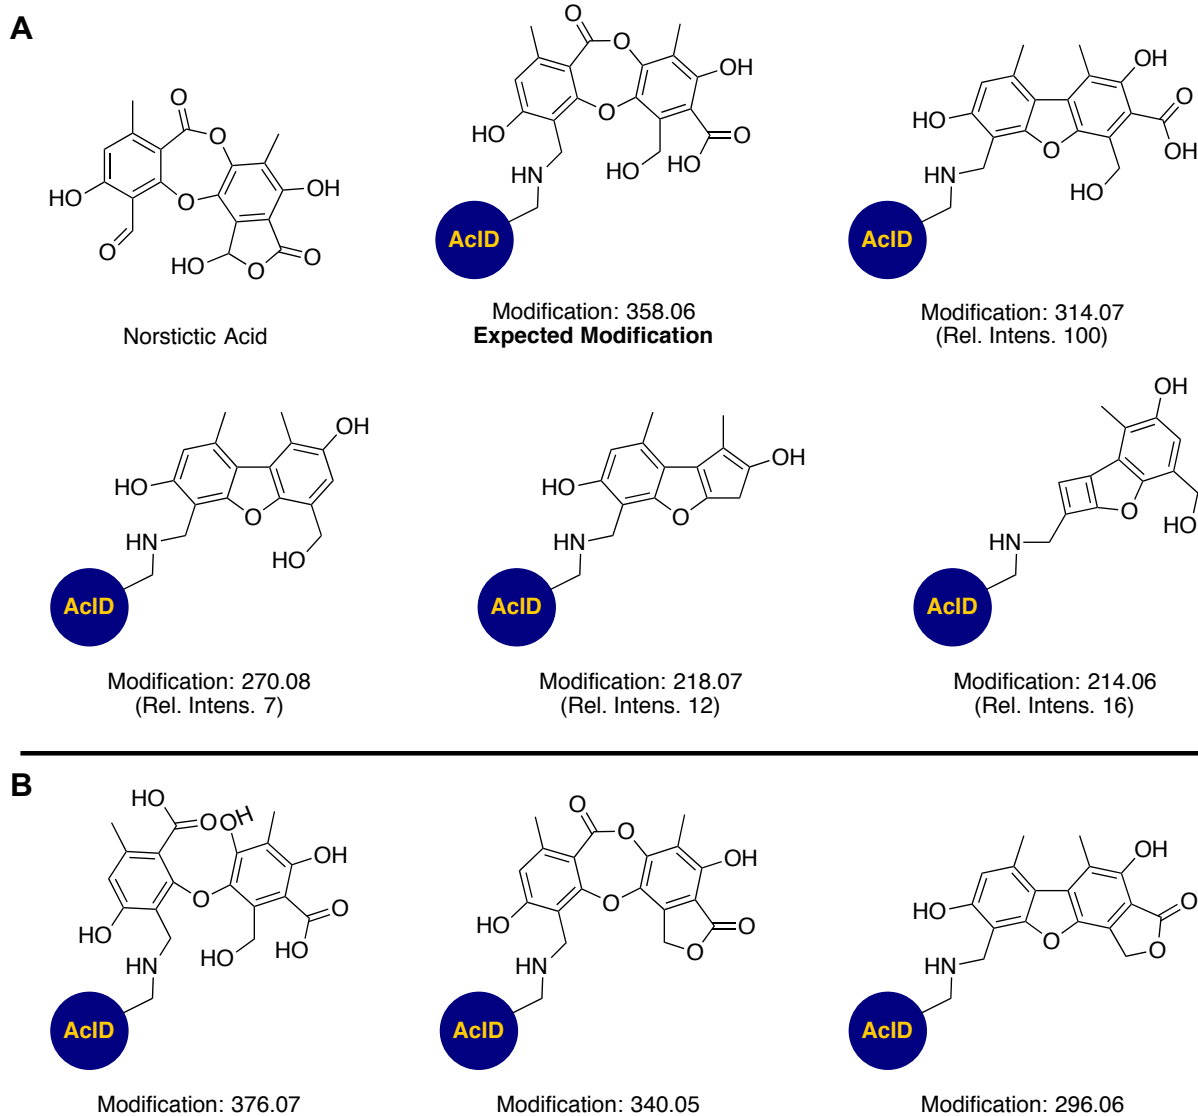 A
O
O
HO
O
OH
O
HO
O
O
Norstictic Acid
O
O
OH
HO
O
HO
HO
O
HN
AcID
Modification: 358.06
Expected Modification
OH
O
HO
O
OH
HO
HN
AcID
Modification: 314.07
(Rel. Intens. 100)
OH
HO
O
HO
HN
AcID
Modification: 270.08
(Rel. Intens. 7)
OH
HO
O
HN
AcID
Modification: 218.07
(Rel. Intens. 12)
OH
O
HO
HN
AcID
Modification: 214.06
(Rel. Intens. 16)
B
HO
O
OH
OH
O
HO
O
HO
HO
HN
AcID
Modification: 376.07
O
O
OH
HO
O
O
O
HN
AcID
Modification: 340.05
OH
HO
O
O
O
HN
AcID
Modification: 296.06